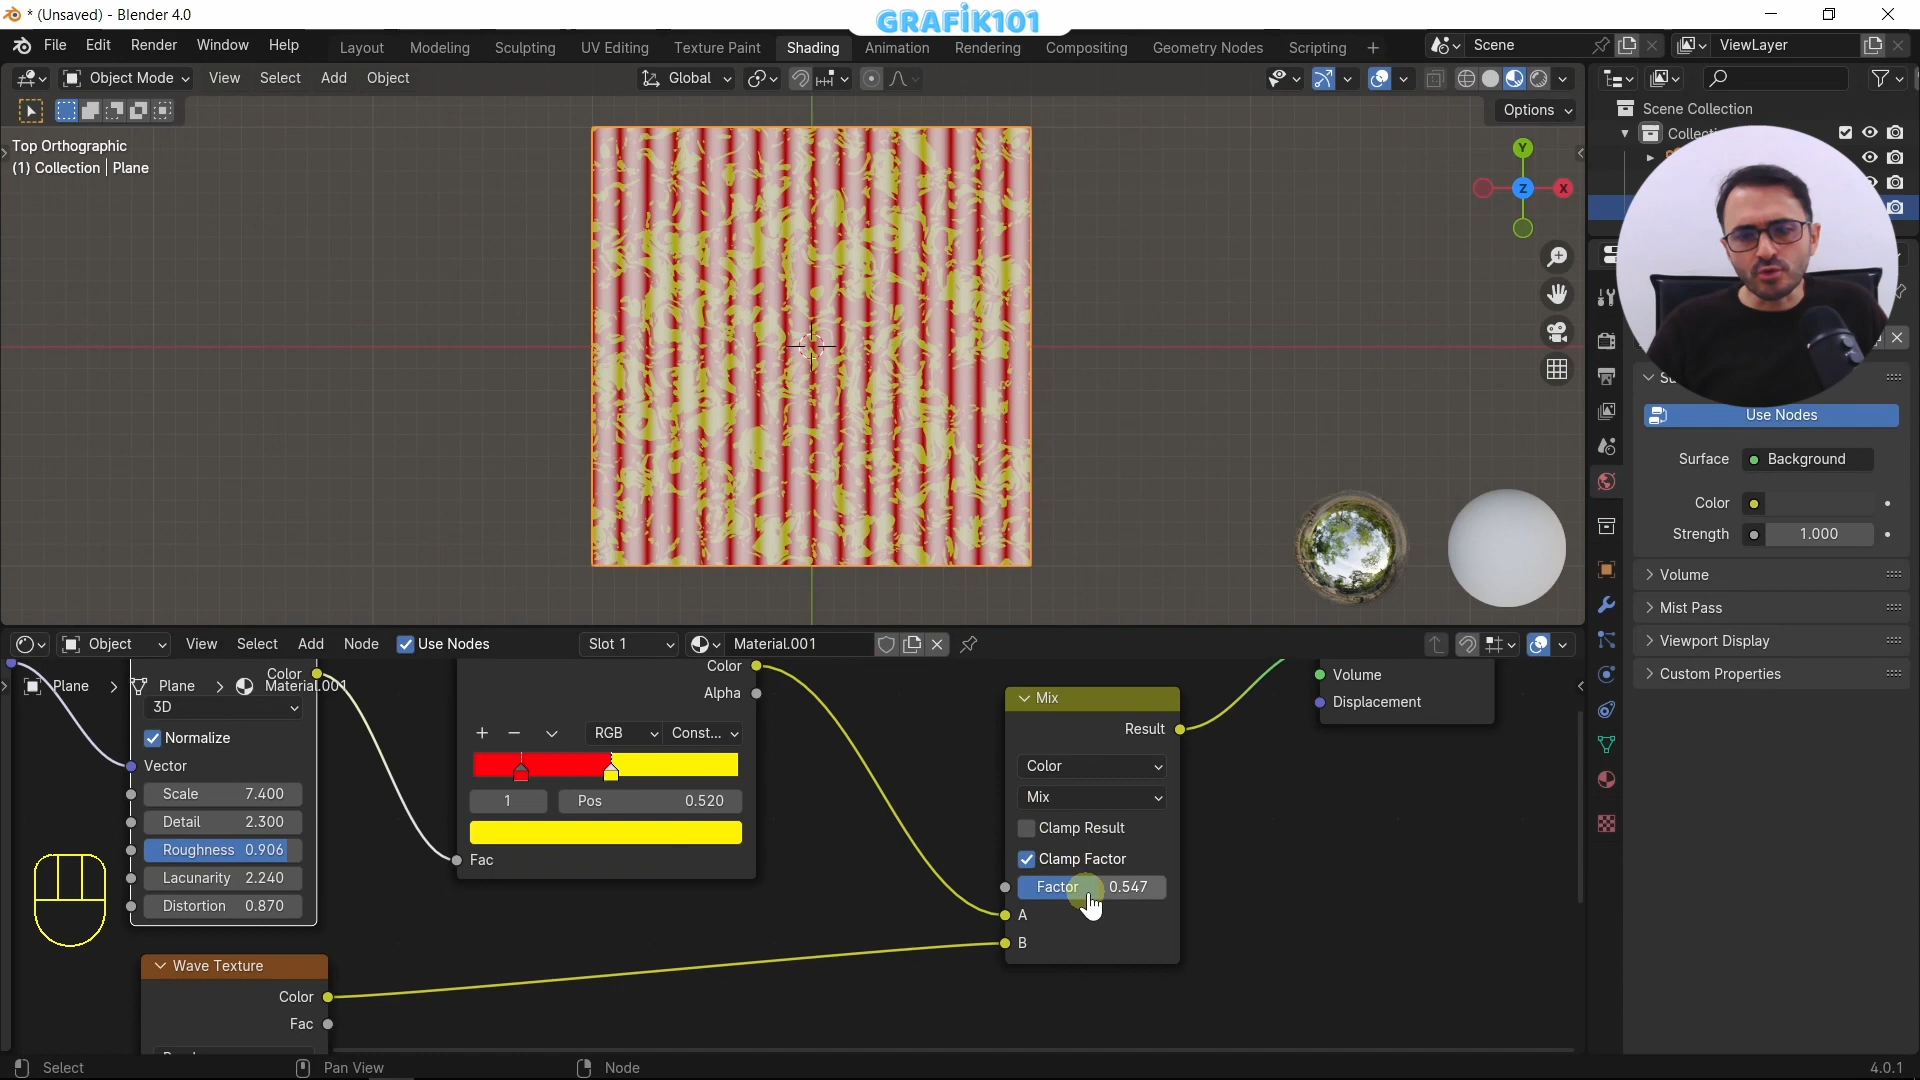 * (Unsaved) - Blender 4.0
GRAFİK101
File Edit Render Window Help
Layout Modeling Sculpting UV Editing Texture Paint Shading Animation Rendering Compositing Geometry Nodes Scripting +
Scene
ViewLayer
Object Mode View Select Add Object
Global
Options
Top Orthographic
(1) Collection | Plane
Y
Z
X
Scene Collection
Use Nodes
Surface Background
Color
Strength 1.000
Volume
Mist Pass
Viewport Display
Custom Properties
Object View Select Add Node Use Nodes
Slot 1
Material.001
Plane > Plane > Material.001
Color
3D
Normalize
Vector
Scale 7.400
Detail 2.300
Roughness 0.906
Lacunarity 2.240
Distortion 0.870
Wave Texture
Color
Fac
Color
Alpha
RGB Const...
1 Pos 0.520
Fac
Mix
Result
Color
Mix
Clamp Result
Clamp Factor
Factor 0.547
A
B
Volume
Displacement
Select Pan View Node
4.0.1